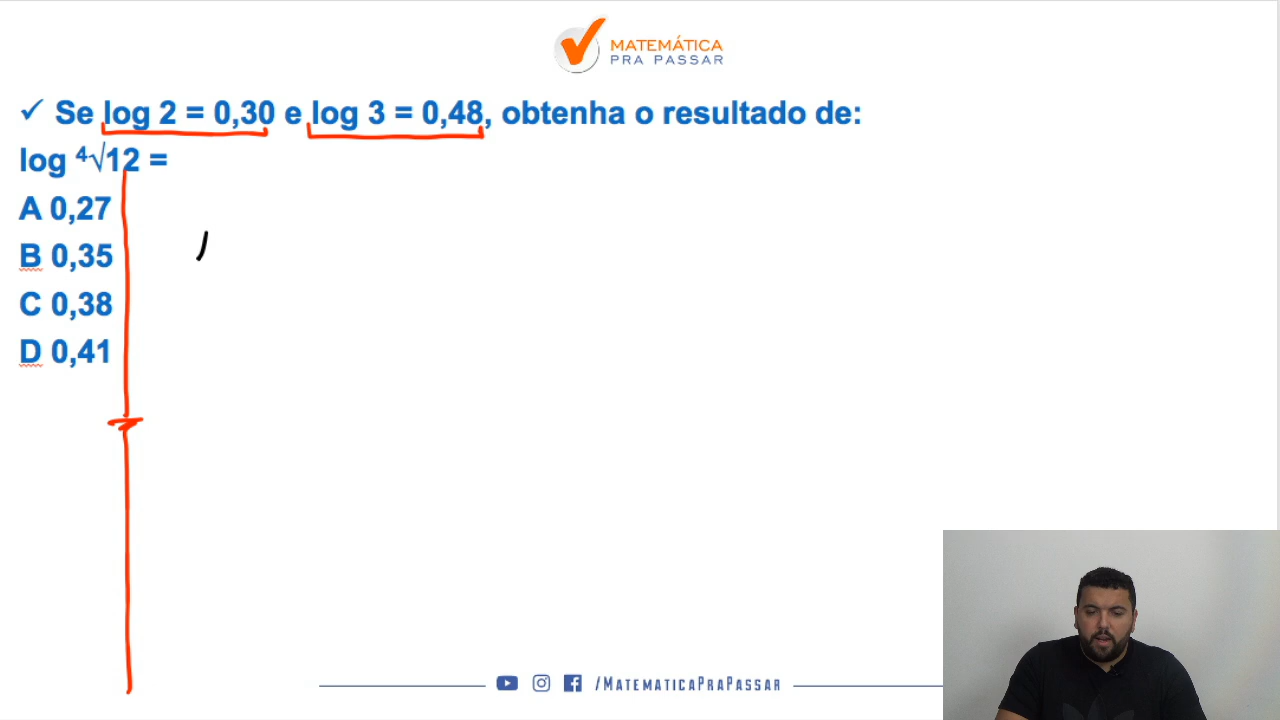 MATEMÁTICA
PRA PASSAR
✓ Se log 2 = 0,30 e log 3 = 0,48, obtenha o resultado de:
log ⁴√12 =
A 0,27
B 0,35
C 0,38
D 0,41
/MATEMATICAPRAPASSAR